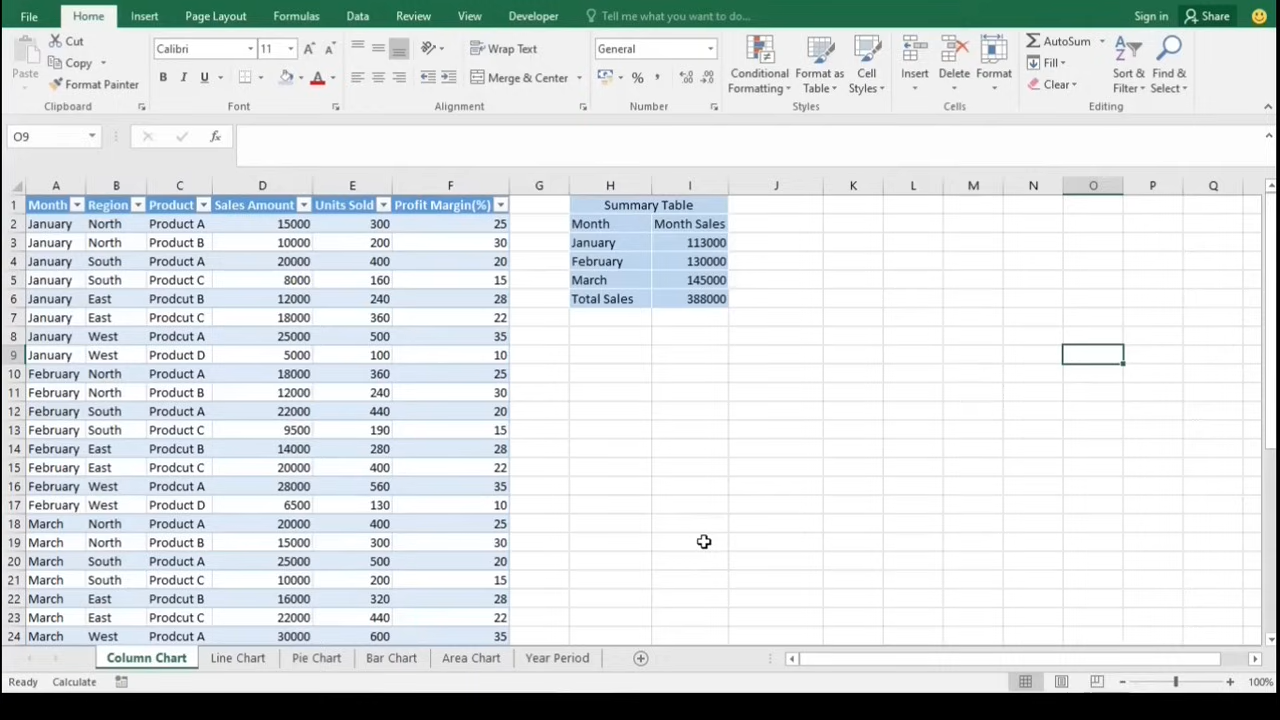 File Home Insert Page Layout Formulas Data Review View Developer Tell me what you want to do... Sign in Share
Paste Cut Copy Format Painter Clipboard
Calibri 11 A A B I U A Font
Wrap Text Merge & Center Alignment
General % , Number
Conditional Formatting Format as Table Cell Styles Styles
Insert Delete Format Cells
AutoSum Fill Clear Sort & Filter Find & Select Editing
O9 fx
A B C D E F G H I J K L M N O P Q
1 Month Region Product Sales Amount Units Sold Profit Margin(%) Summary Table
2 January North Product A 15000 300 25 Month Month Sales
3 January North Product B 10000 200 30 January 113000
4 January South Product A 20000 400 20 February 130000
5 January South Product C 8000 160 15 March 145000
6 January East Prodcut B 12000 240 28 Total Sales 388000
7 January East Prodcut C 18000 360 22
8 January West Prodcut A 25000 500 35
9 January West Product D 5000 100 10
10 February North Product A 18000 360 25
11 February North Product B 12000 240 30
12 February South Product A 22000 440 20
13 February South Product C 9500 190 15
14 February East Prodcut B 14000 280 28
15 February East Prodcut C 20000 400 22
16 February West Prodcut A 28000 560 35
17 February West Product D 6500 130 10
18 March North Product A 20000 400 25
19 March North Product B 15000 300 30
20 March South Product A 25000 500 20
21 March South Product C 10000 200 15
22 March East Prodcut B 16000 320 28
23 March East Prodcut C 22000 440 22
24 March West Prodcut A 30000 600 35
Column Chart Line Chart Pie Chart Bar Chart Area Chart Year Period
Ready Calculate 100%